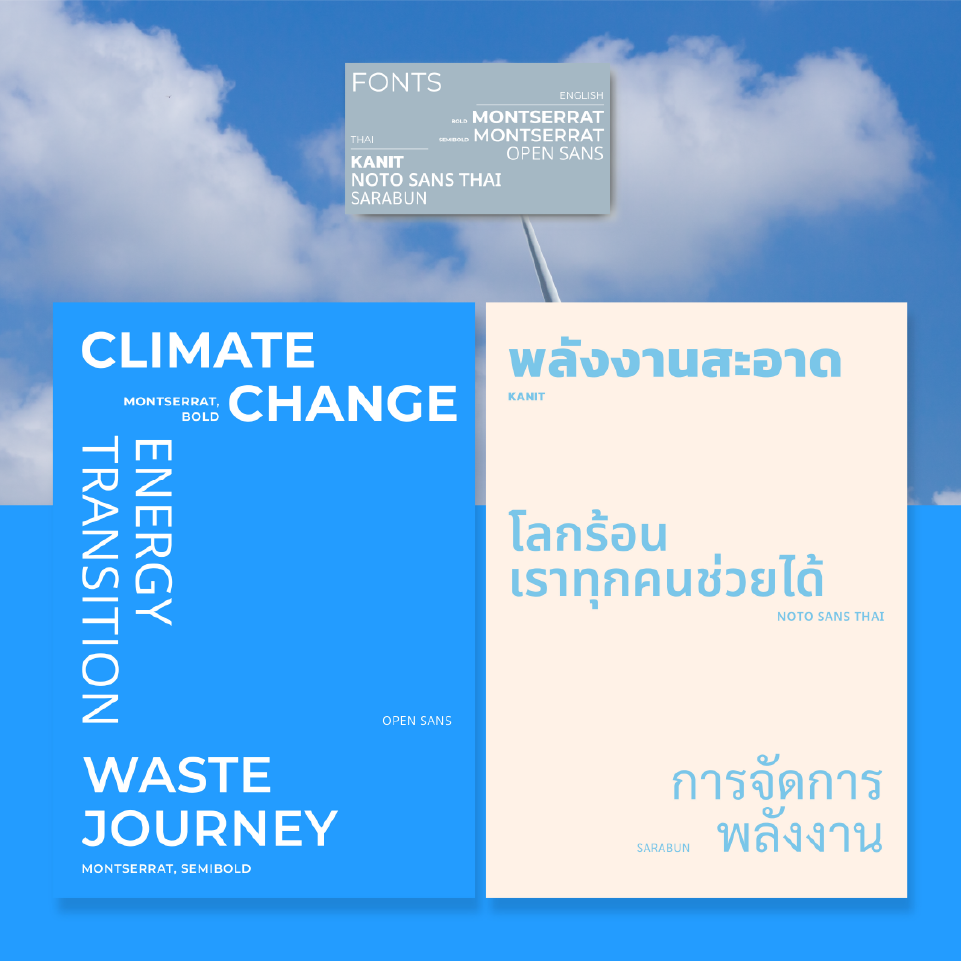 FONTS
ENGLISH
BOLD MONTSERRAT
SEMIBOLD MONTSERRAT
OPEN SANS
THAI
KANIT
NOTO SANS THAI
SARABUN
CLIMATE
CHANGE
MONTSERRAT,
BOLD
ENERGY
TRANSITION
OPEN SANS
WASTE
JOURNEY
MONTSERRAT, SEMIBOLD
พลังงานสะอาด
KANIT
โลกร้อน
เราทุกคนช่วยได้
NOTO SANS THAI
การจัดการ
พลังงาน
SARABUN